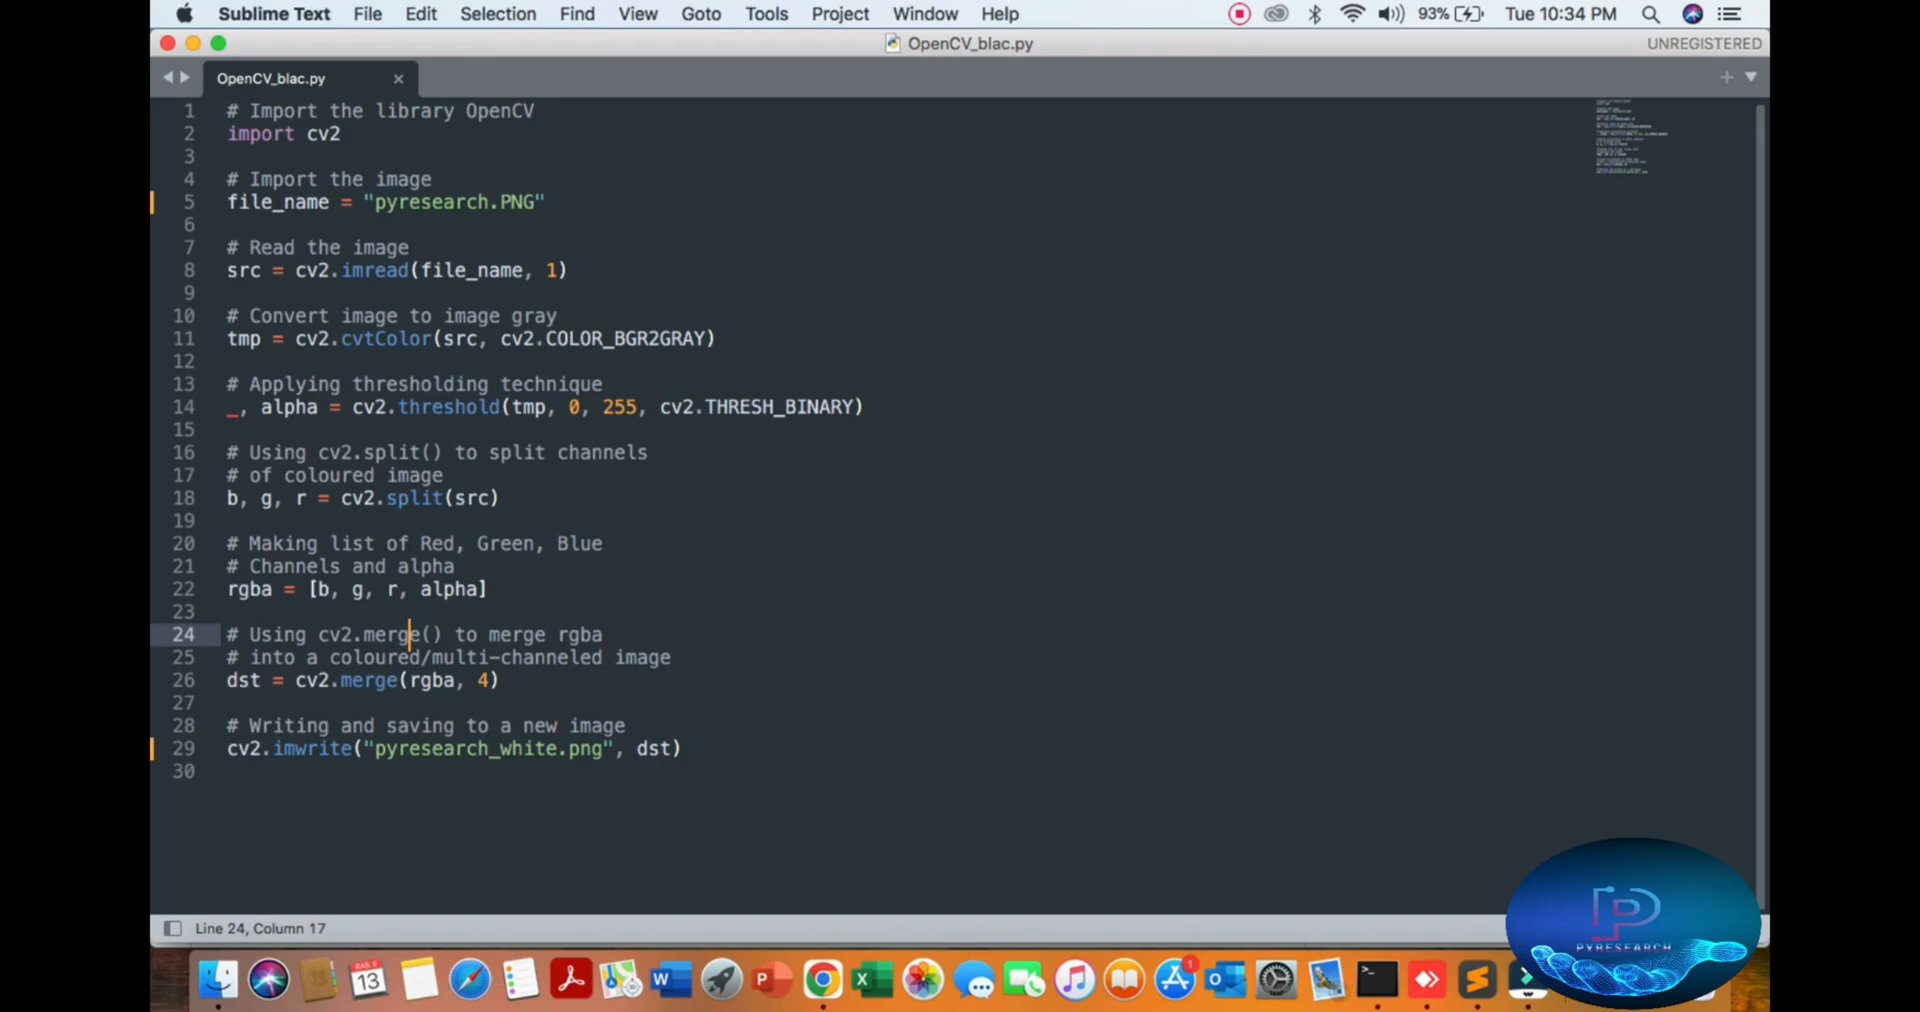 Sublime Text File Edit Selection Find View Goto Tools Project Window Help 93% Tue 10:34 PM
OpenCV_blac.py UNREGISTERED
OpenCV_blac.py
1 # Import the library OpenCV
2 import cv2
3
4 # Import the image
5 file_name = "pyresearch.PNG"
6
7 # Read the image
8 src = cv2.imread(file_name, 1)
9
10 # Convert image to image gray
11 tmp = cv2.cvtColor(src, cv2.COLOR_BGR2GRAY)
12
13 # Applying thresholding technique
14 _, alpha = cv2.threshold(tmp, 0, 255, cv2.THRESH_BINARY)
15
16 # Using cv2.split() to split channels
17 # of coloured image
18 b, g, r = cv2.split(src)
19
20 # Making list of Red, Green, Blue
21 # Channels and alpha
22 rgba = [b, g, r, alpha]
23
24 # Using cv2.merge() to merge rgba
25 # into a coloured/multi-channeled image
26 dst = cv2.merge(rgba, 4)
27
28 # Writing and saving to a new image
29 cv2.imwrite("pyresearch_white.png", dst)
30
PYRESEARCH
Line 24, Column 17
13
1